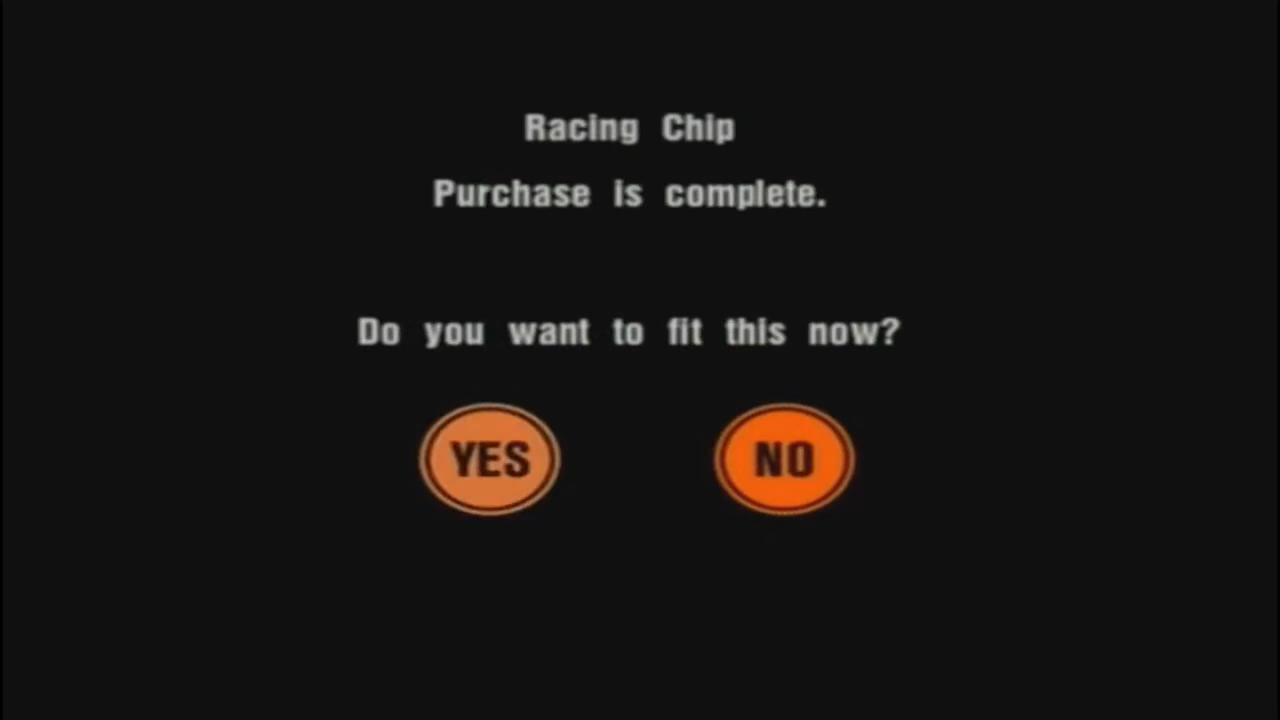 Racing Chip
Purchase is complete.
Do you want to fit this now?
YES NO